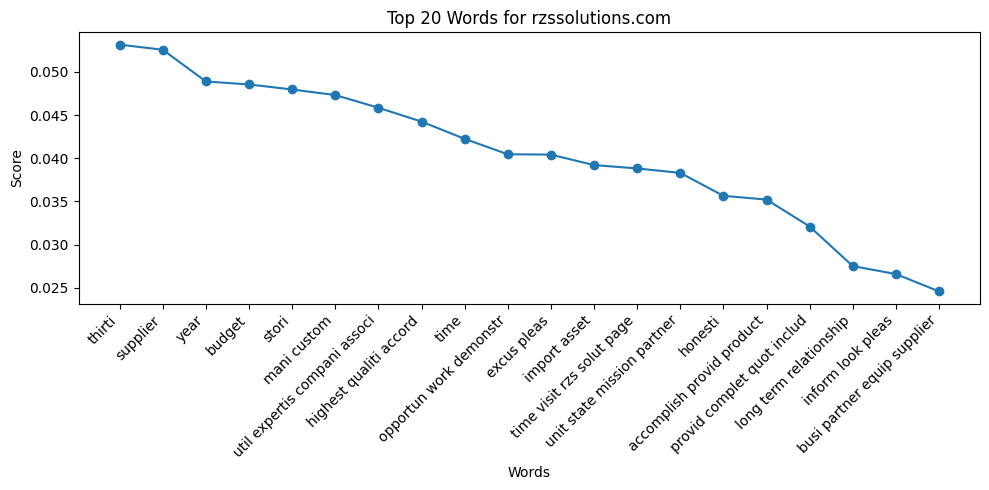 Top 20 Words for rzssolutions.com
Score
0.050
0.045
0.040
0.035
0.030
0.025
thirti
supplier
year
budget
stori
mani custom
util expertis compani associ
highest qualiti accord
time
opportun work demonstr
excus pleas
import asset
time visit rzs solut page
unit state mission partner
honesti
accomplish provid product
provid complet quot includ
long term relationship
inform look pleas
busi partner equip supplier
Words